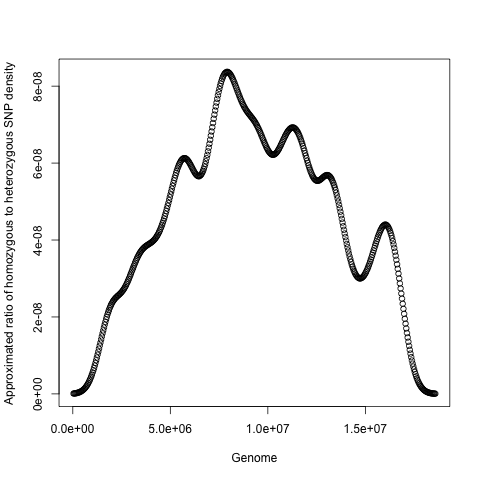 Approximated ratio of homozygous to heterozygous SNP density
8e-08
6e-08
4e-08
2e-08
0e+00
0.0e+00 5.0e+06 1.0e+07 1.5e+07
Genome